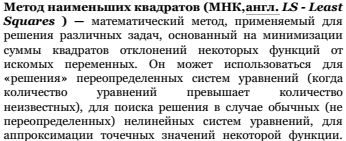 Метод наименьших квадратов (МНК,англ. LS - Least
Squares ) — математический метод, применяемый для
решения различных задач, основанный на минимизации
суммы квадратов отклонений некоторых функций от
искомых переменных. Он может использоваться для
«решения» переопределенных систем уравнений (когда
количество уравнений превышает количество
неизвестных), для поиска решения в случае обычных (не
переопределенных) нелинейных систем уравнений, для
аппроксимации точечных значений некоторой функции.